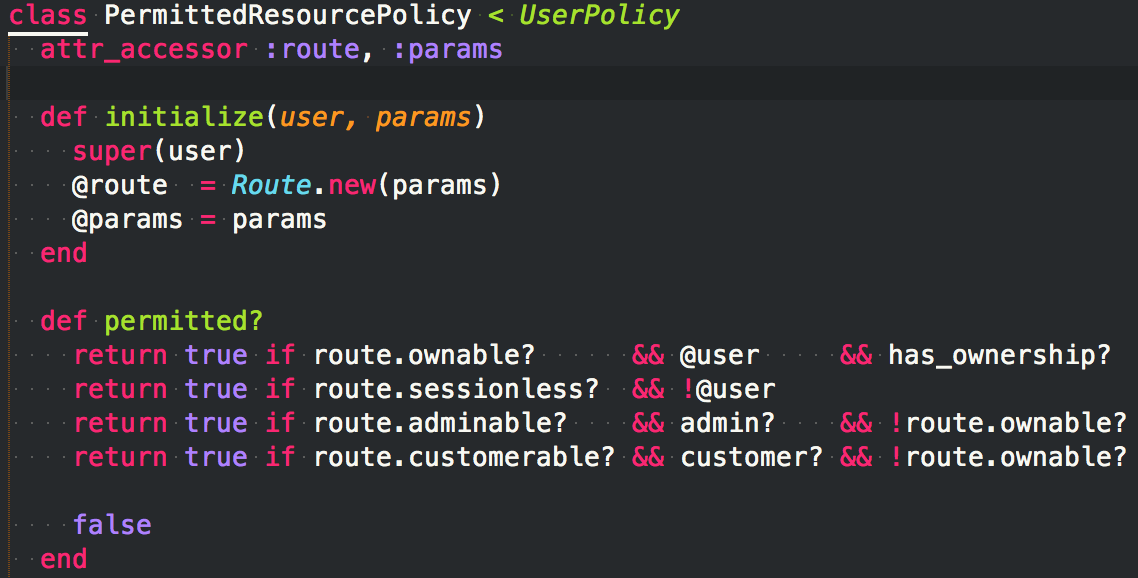 class PermittedResourcePolicy < UserPolicy
  attr_accessor :route, :params

  def initialize(user, params)
    super(user)
    @route  = Route.new(params)
    @params = params
  end

  def permitted?
    return true if route.ownable?      && @user     && has_ownership?
    return true if route.sessionless?  && !@user
    return true if route.adminable?    && admin?    && !route.ownable?
    return true if route.customerable? && customer? && !route.ownable?

    false
  end